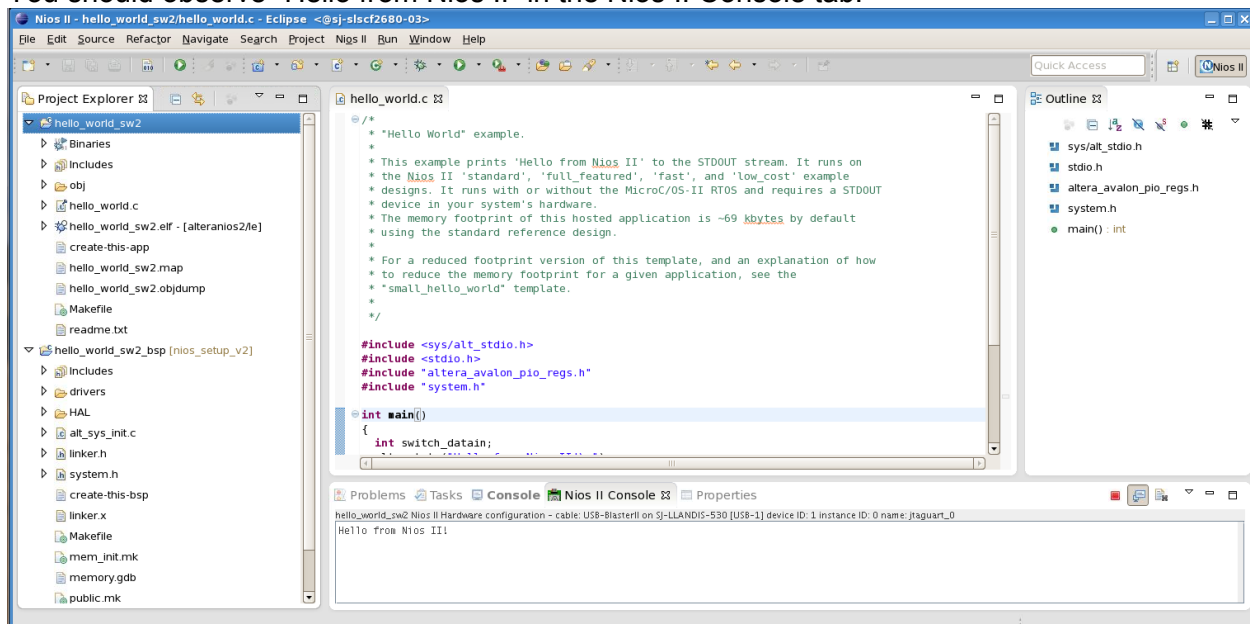 You should observe "Hello from Nios II" in the Nios II Console tab.
Nios II - hello_world_sw2/hello_world.c - Eclipse <@sj-slscf2680-03>
File Edit Source Refactor Navigate Search Project Nios II Run Window Help
Quick Access
Nios II
Project Explorer
hello_world_sw2
Binaries
Includes
obj
hello_world.c
hello_world_sw2.elf - [alteranios2/le]
create-this-app
hello_world_sw2.map
hello_world_sw2.objdump
Makefile
readme.txt
hello_world_sw2_bsp [nios_setup_v2]
Includes
drivers
HAL
alt_sys_init.c
linker.h
system.h
create-this-bsp
linker.x
Makefile
mem_init.mk
memory.gdb
public.mk
hello_world.c
/*
* "Hello World" example.
*
* This example prints 'Hello from Nios II' to the STDOUT stream. It runs on
* the Nios II 'standard', 'full_featured', 'fast', and 'low_cost' example
* designs. It runs with or without the MicroC/OS-II RTOS and requires a STDOUT
* device in your system's hardware.
* The memory footprint of this hosted application is ~69 kbytes by default
* using the standard reference design.
*
* For a reduced footprint version of this template, and an explanation of how
* to reduce the memory footprint for a given application, see the
* "small_hello_world" template.
*
*/
#include <sys/alt_stdio.h>
#include <stdio.h>
#include "altera_avalon_pio_regs.h"
#include "system.h"
int main()
{
int switch_datain;
Outline
sys/alt_stdio.h
stdio.h
altera_avalon_pio_regs.h
system.h
main() : int
Problems Tasks Console Nios II Console Properties
hello_world_sw2 Nios II Hardware configuration - cable: USB-BlasterII on SJ-LLANDIS-530 [USB-1] device ID: 1 instance ID: 0 name: jtaguart_0
Hello from Nios II!